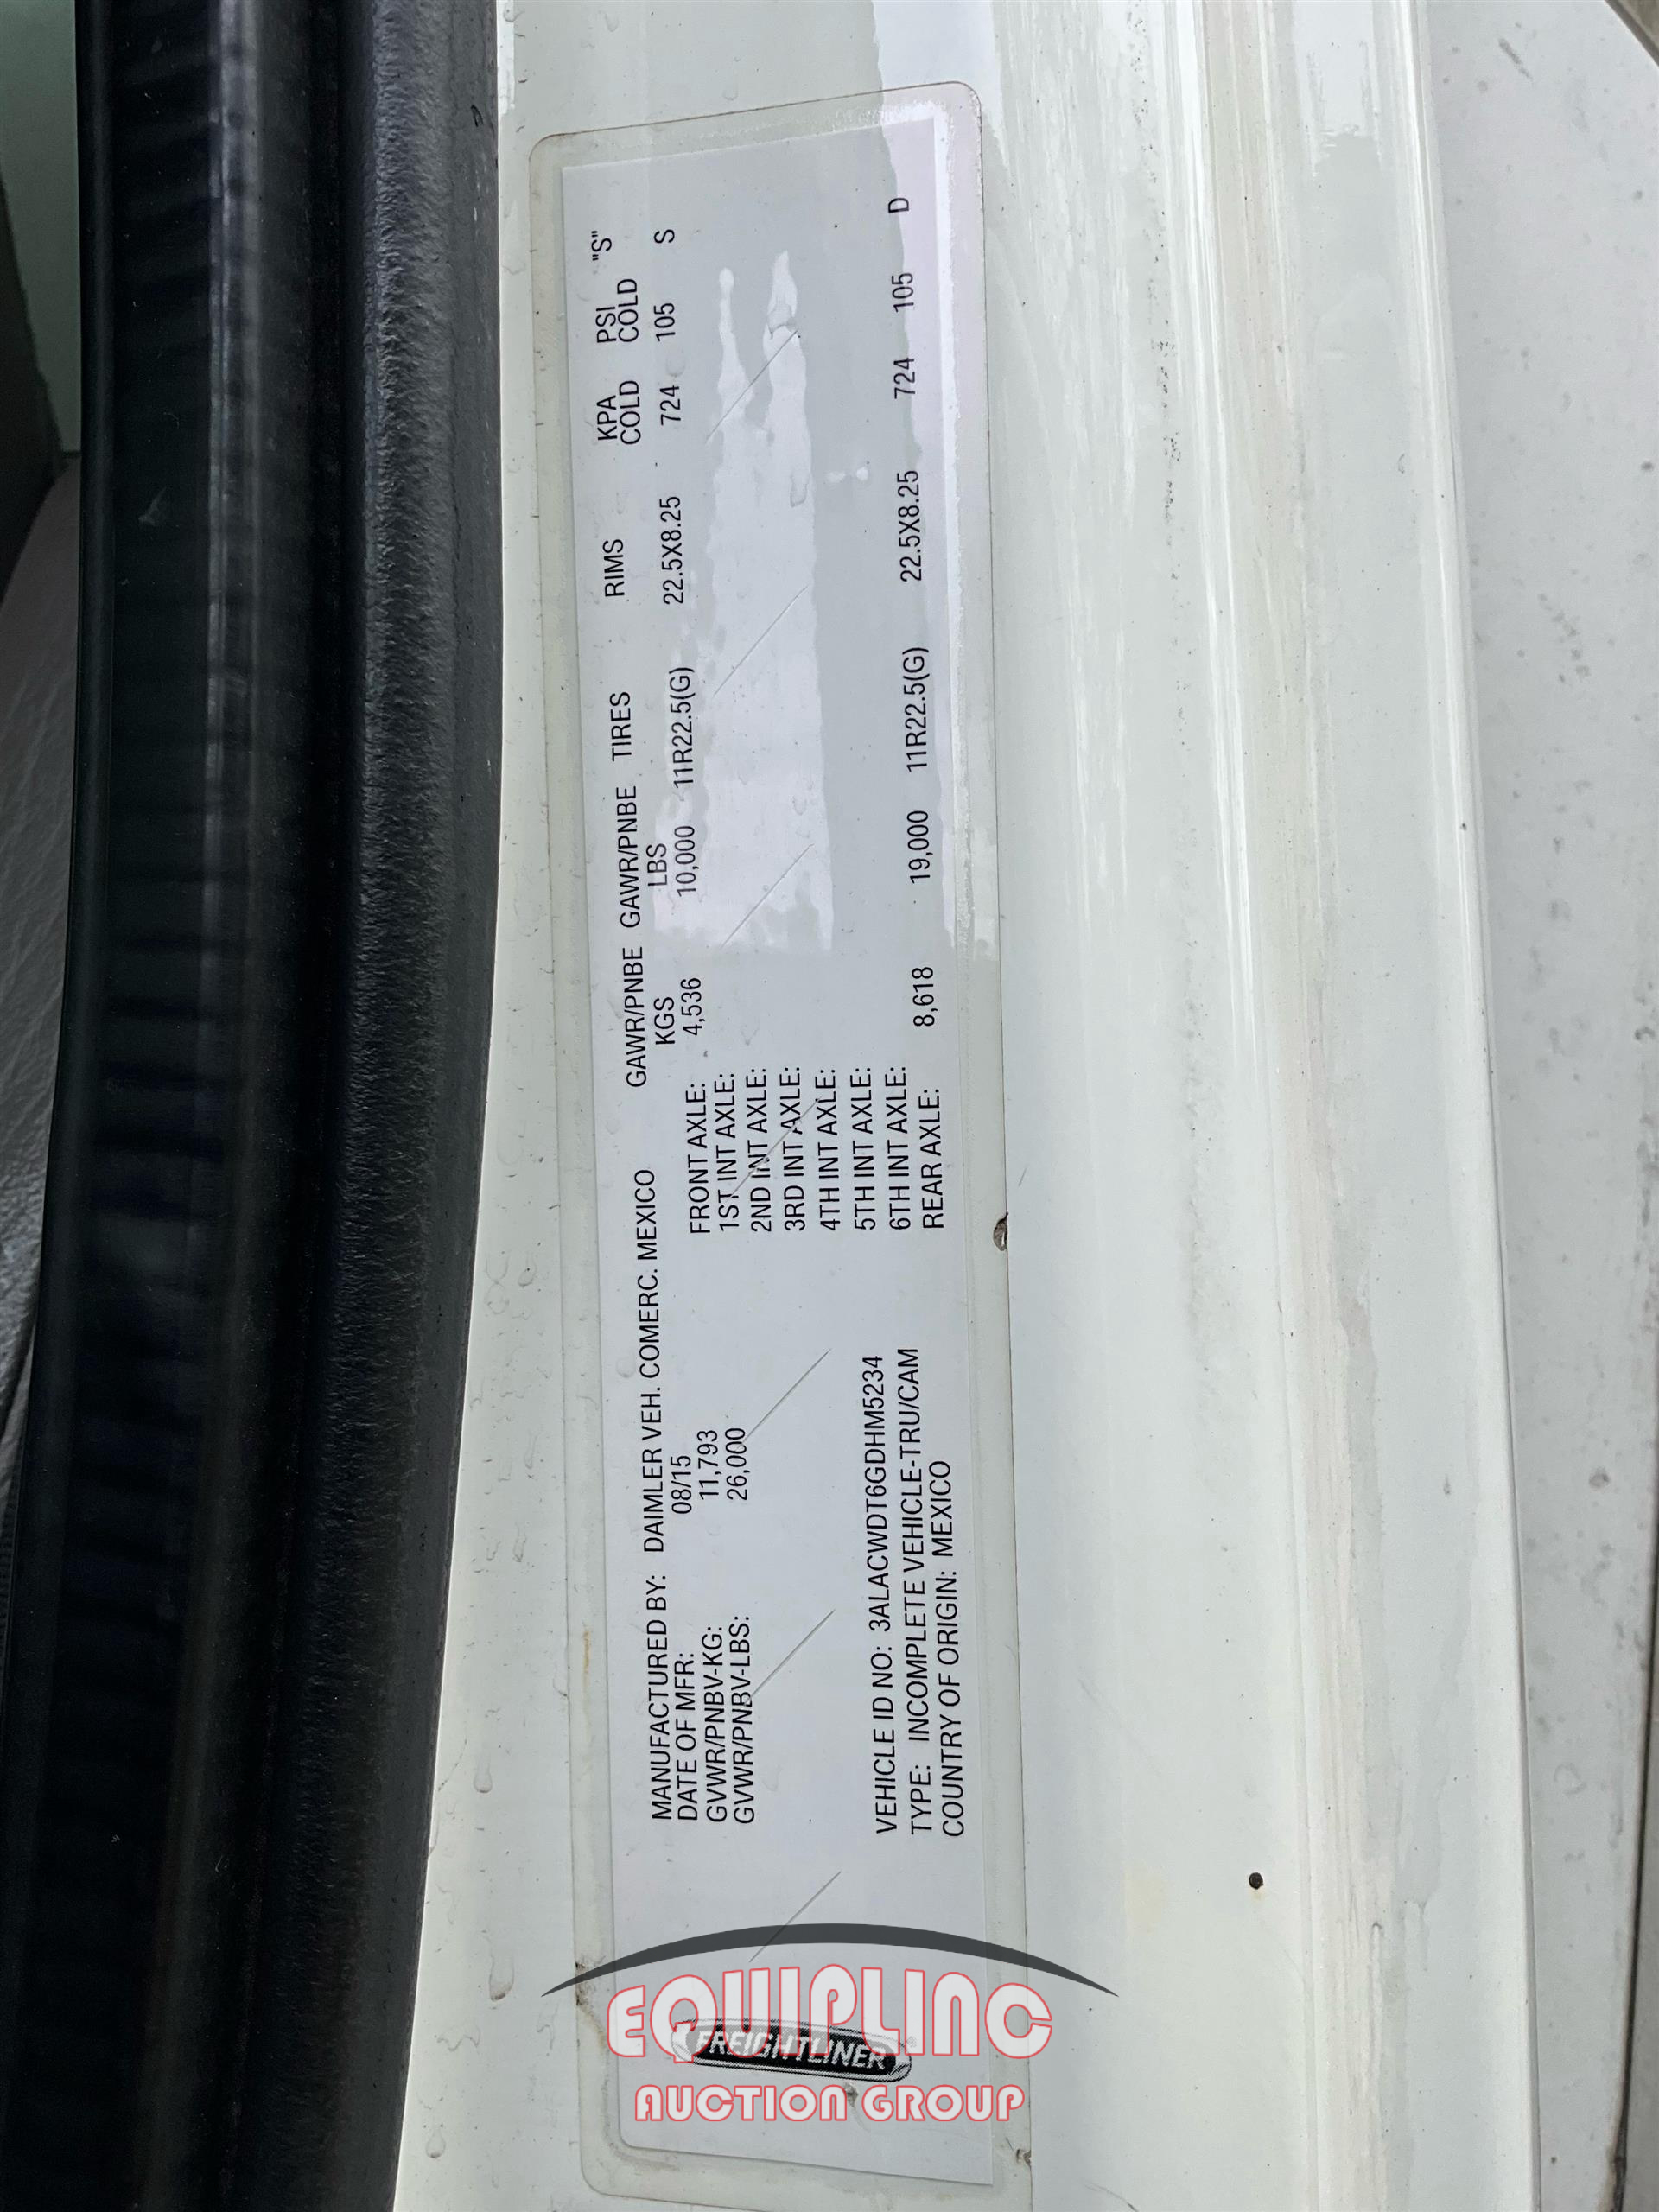 MANUFACTURED BY: DAIMLER VEH. COMERC. MEXICO
DATE OF MFR: 08/15
GVWR/PNBV-KG: 11,793
GVWR/PNBV-LBS: 26,000
VEHICLE ID NO: 3ALACWDT6GDHM5234
TYPE: INCOMPLETE VEHICLE-TRU/CAM
COUNTRY OF ORIGIN: MEXICO
GAWR/PNBE GAWR/PNBE TIRES RIMS KPA PSI "S"
KGS LBS COLD COLD
FRONT AXLE: 4,536 10,000 11R22.5(G) 22.5X8.25 724 105 S
1ST INT AXLE:
2ND INT AXLE:
3RD INT AXLE:
4TH INT AXLE:
5TH INT AXLE:
6TH INT AXLE:
REAR AXLE: 8,618 19,000 11R22.5(G) 22.5X8.25 724 105 D
FREIGHTLINER
EQUIPLINC
AUCTION GROUP